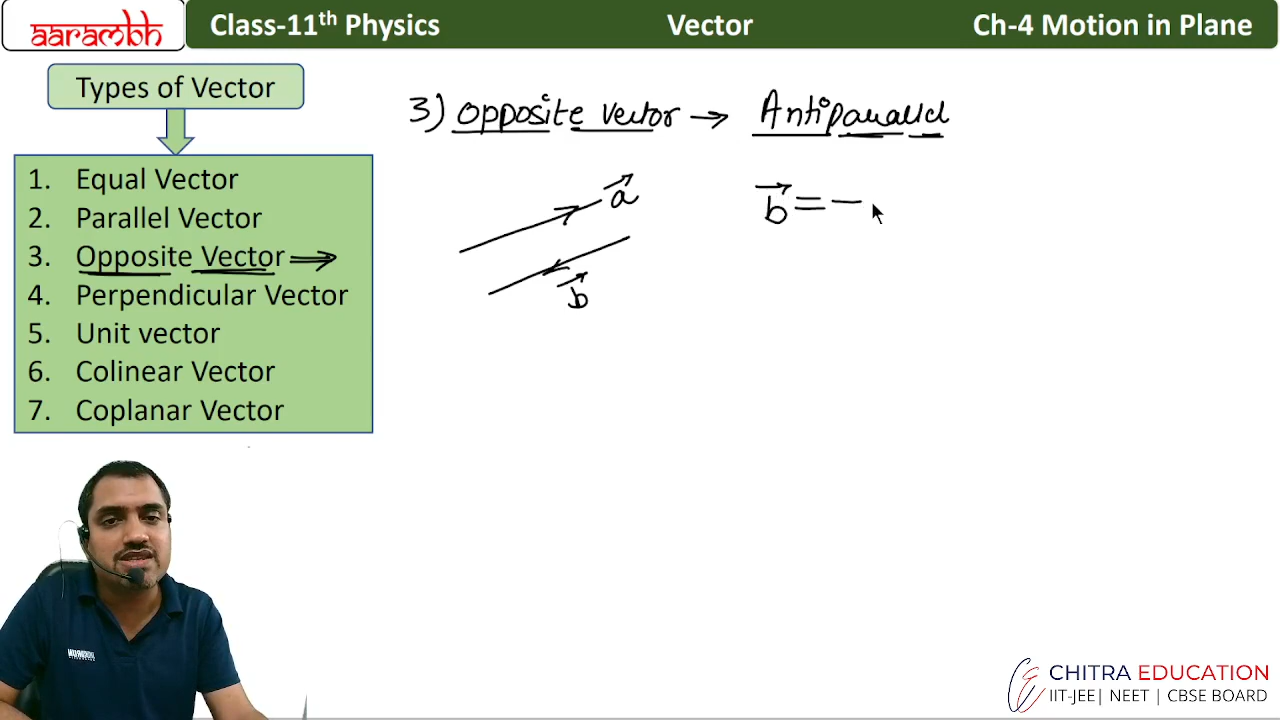 aarambh
Class-11th Physics Vector Ch-4 Motion in Plane
Types of Vector
1. Equal Vector
2. Parallel Vector
3. Opposite Vector
4. Perpendicular Vector
5. Unit vector
6. Colinear Vector
7. Coplanar Vector
3) Opposite vector → Antiparallel
a⃗
b⃗
b⃗ = −
CHITRA EDUCATION
IIT-JEE| NEET | CBSE BOARD